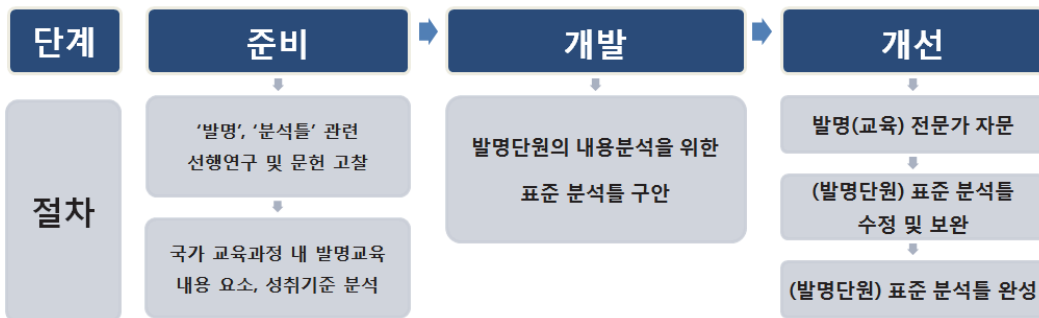 단계
준비
개발
개선
절차
‘발명’, ‘분석틀’ 관련
선행연구 및 문헌 고찰
국가 교육과정 내 발명교육
내용 요소, 성취기준 분석
발명단원의 내용분석을 위한
표준 분석틀 구안
발명(교육) 전문가 자문
(발명단원) 표준 분석틀
수정 및 보완
(발명단원) 표준 분석틀 완성